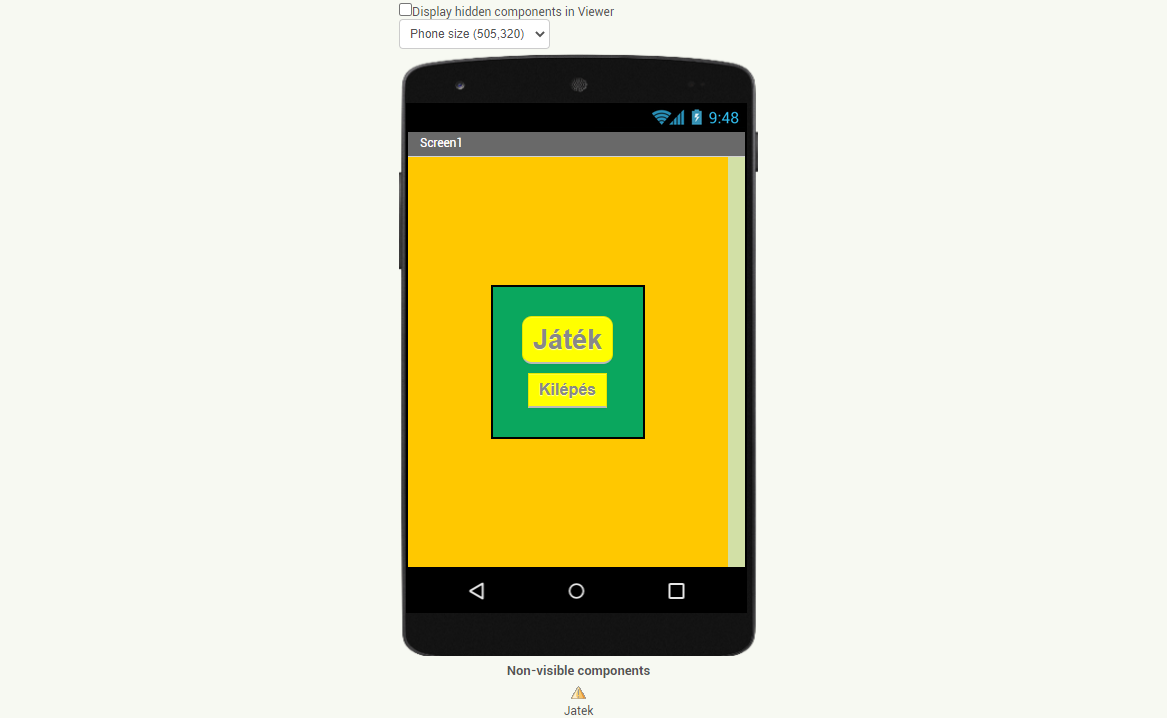 Display hidden components in Viewer
Phone size (505,320)
9:48
Screen1
Játék
Kilépés
Non-visible components
Jatek